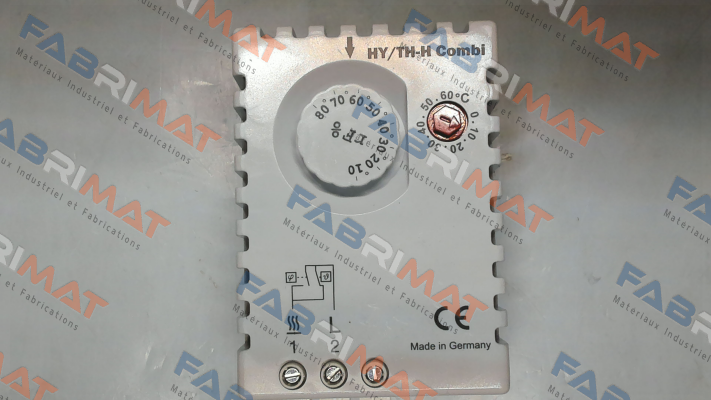 HY/TH-H Combi
80 70 60 50 40 30 20 10
% r.F.
60°C 0 10 20 30 40 50
φ ϑ
L
1 2
CE
Made in Germany
FABRIMAT
Materiaux Industriel et Fabrications